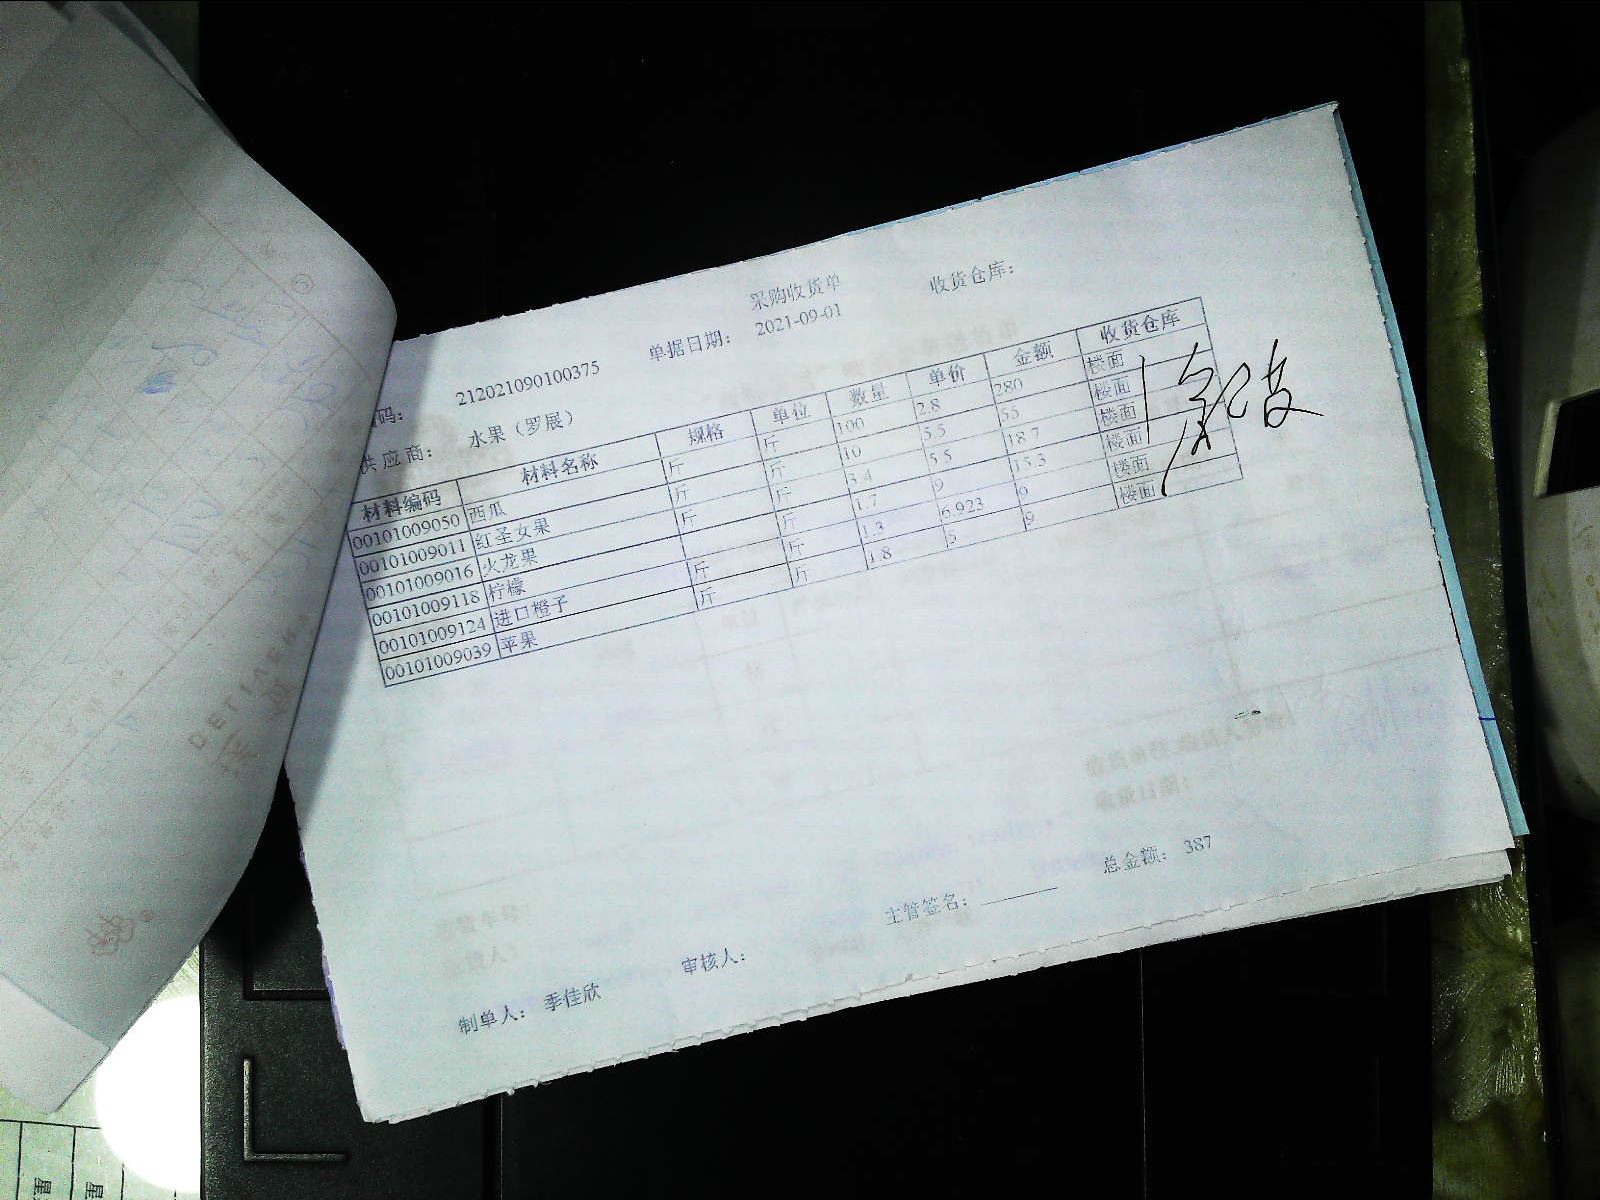 采购收货单
收货仓库：
码： 212021090100375 单据日期： 2021-09-01
供应商： 水果（罗展）
材料编码 材料名称 规格 单位 数量 单价 金额 收货仓库
00101009050 西瓜 斤 斤 100 2.8 280 楼面
00101009011 红圣女果 斤 斤 10 5.5 55 楼面
00101009016 火龙果 斤 斤 3.4 5.5 18.7 楼面
00101009118 柠檬 斤 1.7 9 15.3 楼面
00101009124 进口橙子 斤 斤 1.3 6.923 9 楼面
00101009039 苹果 斤 斤 1.8 5 9 楼面
制单人： 季佳欣 审核人： 主管签名： 总金额： 387
DELIVER